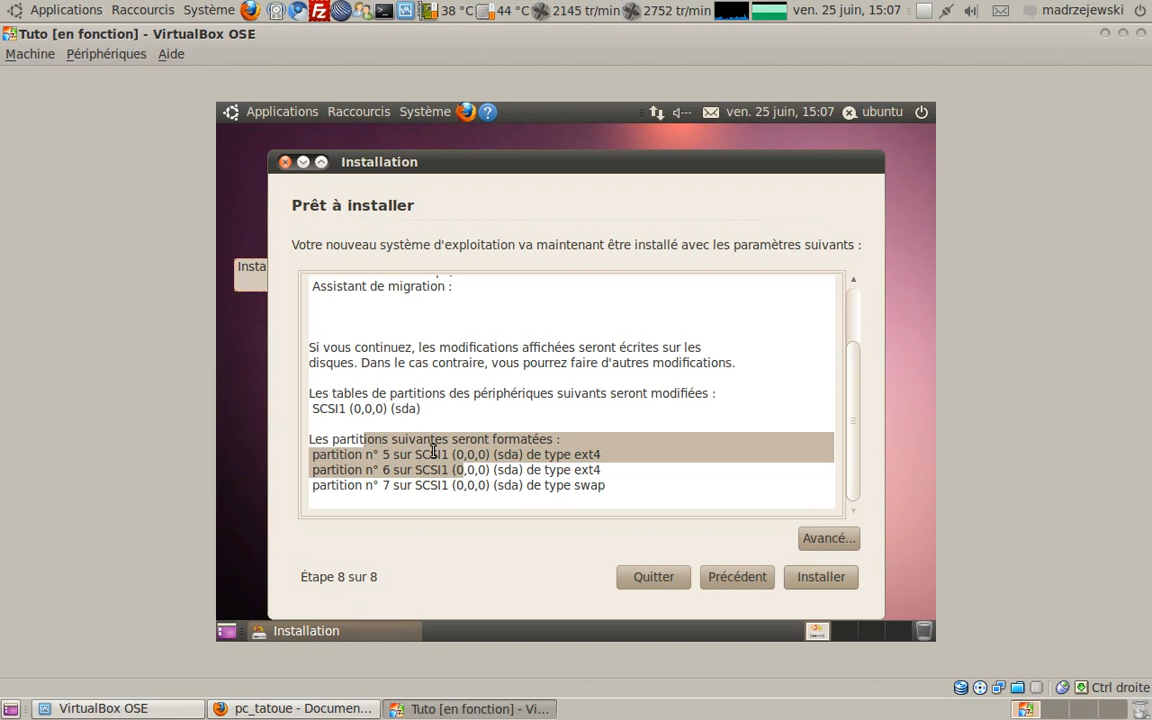 Applications Raccourcis Système 38 °C 44 °C 2145 tr/min 2752 tr/min ven. 25 juin, 15:07 madrzejewski
Tuto [en fonction] - VirtualBox OSE
Machine Périphériques Aide
Applications Raccourcis Système ven. 25 juin, 15:07 ubuntu
Installation
Prêt à installer
Votre nouveau système d'exploitation va maintenant être installé avec les paramètres suivants :
Insta
Assistant de migration :
Si vous continuez, les modifications affichées seront écrites sur les
disques. Dans le cas contraire, vous pourrez faire d'autres modifications.
Les tables de partitions des périphériques suivants seront modifiées :
SCSI1 (0,0,0) (sda)
Les partitions suivantes seront formatées :
partition n° 5 sur SCSI1 (0,0,0) (sda) de type ext4
partition n° 6 sur SCSI1 (0,0,0) (sda) de type ext4
partition n° 7 sur SCSI1 (0,0,0) (sda) de type swap
Avancé...
Étape 8 sur 8 Quitter Précédent Installer
Installation
Ctrl droite
VirtualBox OSE pc_tatoue - Documen... Tuto [en fonction] - Vi...